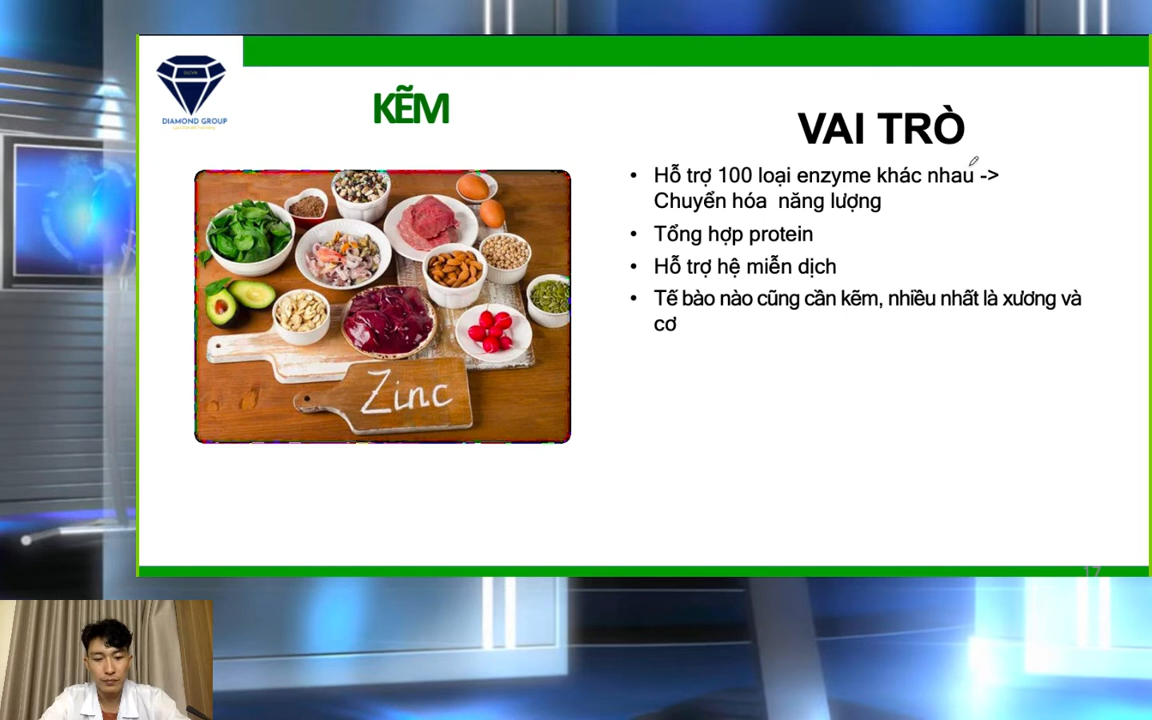 DIAMOND GROUP
KẼM
VAI TRÒ
• Hỗ trợ 100 loại enzyme khác nhau ->
Chuyển hóa năng lượng
• Tổng hợp protein
• Hỗ trợ hệ miễn dịch
• Tế bào nào cũng cần kẽm, nhiều nhất là xương và
cơ
Zinc
17